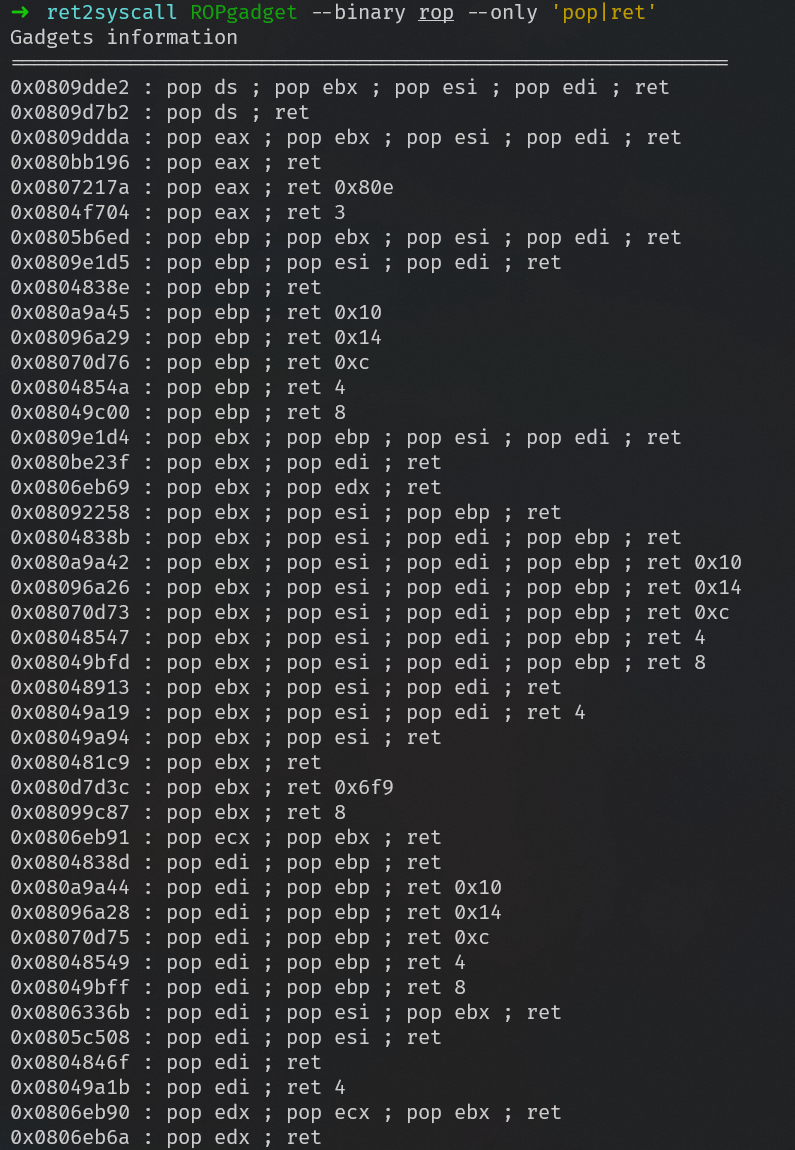 ➜ ret2syscall ROPgadget --binary rop --only 'pop|ret'
Gadgets information
============================================================
0x0809dde2 : pop ds ; pop ebx ; pop esi ; pop edi ; ret
0x0809d7b2 : pop ds ; ret
0x0809ddda : pop eax ; pop ebx ; pop esi ; pop edi ; ret
0x080bb196 : pop eax ; ret
0x0807217a : pop eax ; ret 0x80e
0x0804f704 : pop eax ; ret 3
0x0805b6ed : pop ebp ; pop ebx ; pop esi ; pop edi ; ret
0x0809e1d5 : pop ebp ; pop esi ; pop edi ; ret
0x0804838e : pop ebp ; ret
0x080a9a45 : pop ebp ; ret 0x10
0x08096a29 : pop ebp ; ret 0x14
0x08070d76 : pop ebp ; ret 0xc
0x0804854a : pop ebp ; ret 4
0x08049c00 : pop ebp ; ret 8
0x0809e1d4 : pop ebx ; pop ebp ; pop esi ; pop edi ; ret
0x080be23f : pop ebx ; pop edi ; ret
0x0806eb69 : pop ebx ; pop edx ; ret
0x08092258 : pop ebx ; pop esi ; pop ebp ; ret
0x0804838b : pop ebx ; pop esi ; pop edi ; pop ebp ; ret
0x080a9a42 : pop ebx ; pop esi ; pop edi ; pop ebp ; ret 0x10
0x08096a26 : pop ebx ; pop esi ; pop edi ; pop ebp ; ret 0x14
0x08070d73 : pop ebx ; pop esi ; pop edi ; pop ebp ; ret 0xc
0x08048547 : pop ebx ; pop esi ; pop edi ; pop ebp ; ret 4
0x08049bfd : pop ebx ; pop esi ; pop edi ; pop ebp ; ret 8
0x08048913 : pop ebx ; pop esi ; pop edi ; ret
0x08049a19 : pop ebx ; pop esi ; pop edi ; ret 4
0x08049a94 : pop ebx ; pop esi ; ret
0x080481c9 : pop ebx ; ret
0x080d7d3c : pop ebx ; ret 0x6f9
0x08099c87 : pop ebx ; ret 8
0x0806eb91 : pop ecx ; pop ebx ; ret
0x0804838d : pop edi ; pop ebp ; ret
0x080a9a44 : pop edi ; pop ebp ; ret 0x10
0x08096a28 : pop edi ; pop ebp ; ret 0x14
0x08070d75 : pop edi ; pop ebp ; ret 0xc
0x08048549 : pop edi ; pop ebp ; ret 4
0x08049bff : pop edi ; pop ebp ; ret 8
0x0806336b : pop edi ; pop esi ; pop ebx ; ret
0x0805c508 : pop edi ; pop esi ; ret
0x0804846f : pop edi ; ret
0x08049a1b : pop edi ; ret 4
0x0806eb90 : pop edx ; pop ecx ; pop ebx ; ret
0x0806eb6a : pop edx ; ret